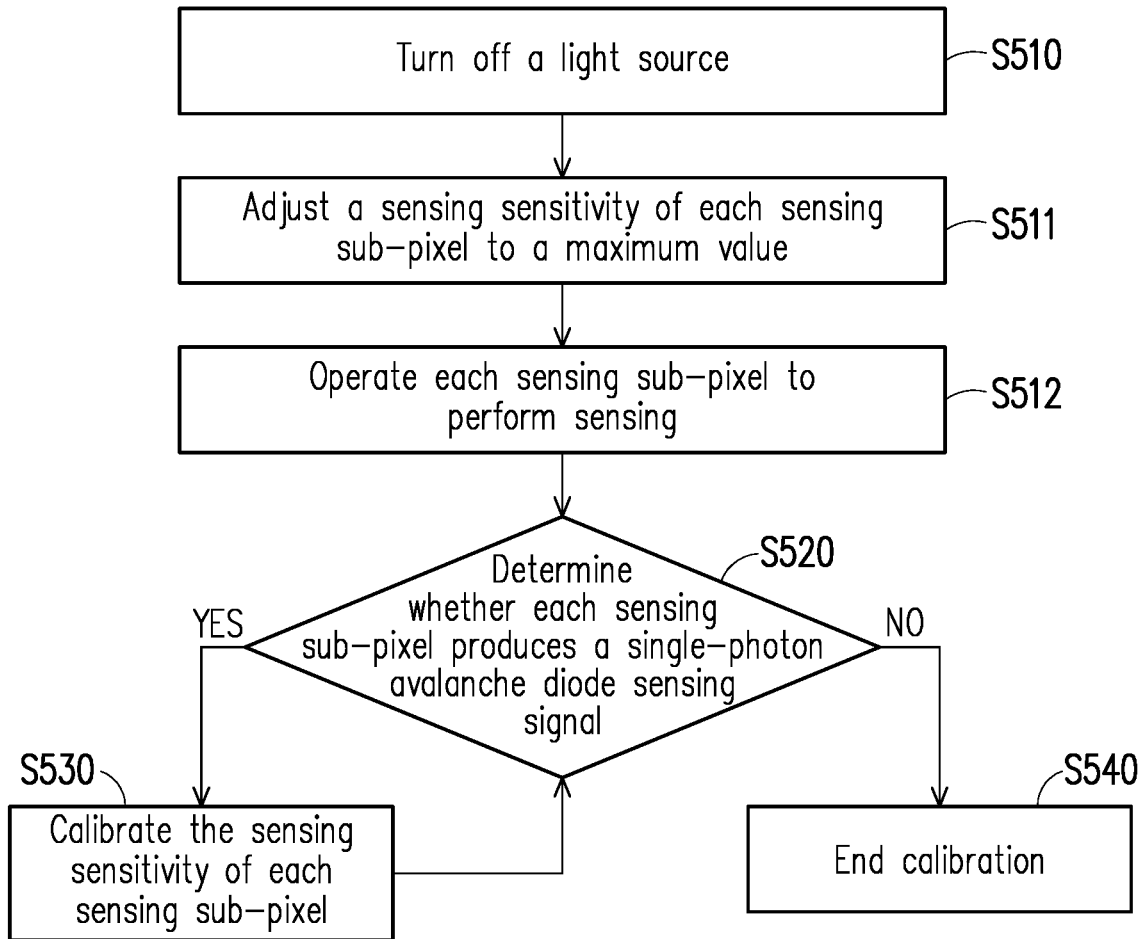 Turn off a light source
S510
Adjust a sensing sensitivity of each sensing
sub-pixel to a maximum value
S511
Operate each sensing sub-pixel to
perform sensing
S512
S520
Determine
whether each sensing
sub-pixel produces a single-photon
avalanche diode sensing
signal
YES
NO
S530
Calibrate the sensing
sensitivity of each
sensing sub-pixel
S540
End calibration